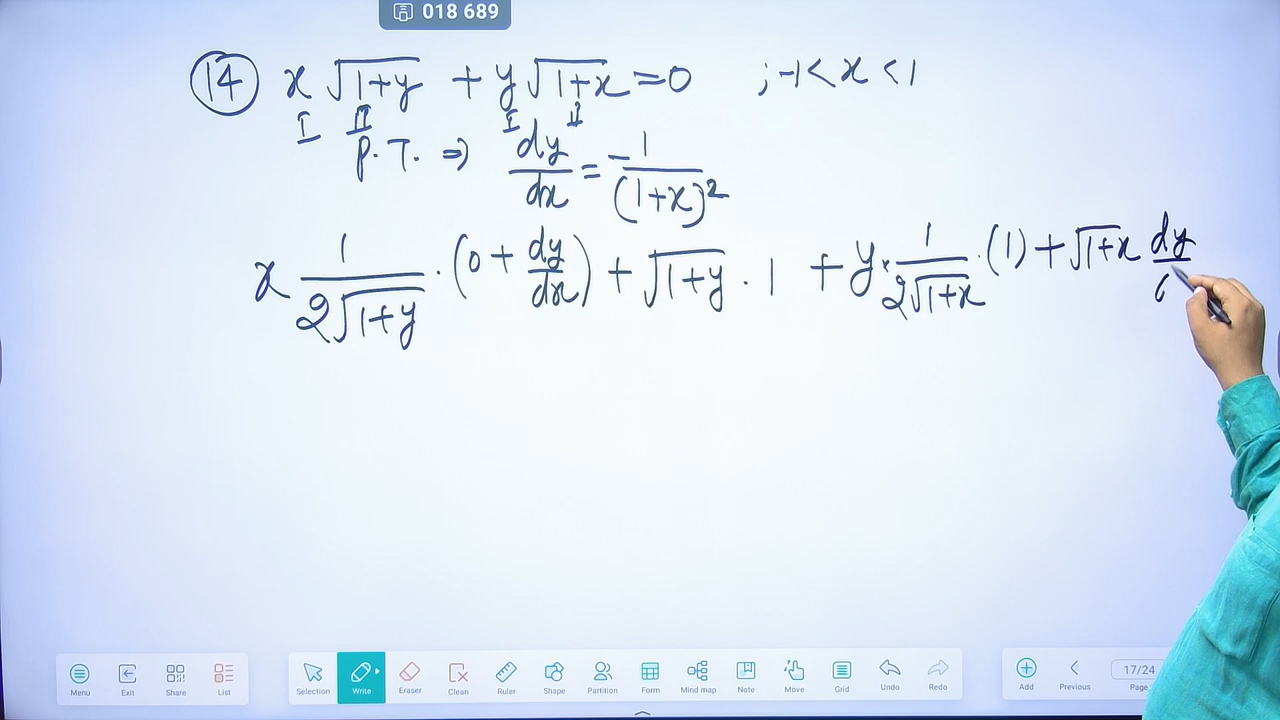 018 689
(14) x √(1+y) + y √(1+x) = 0 ; -1 < x < 1
I II I II
P.T. ⇒ dy/dx = -1/(1+x)²
x 1/(2√(1+y)) · (0 + dy/dx) + √(1+y) · 1 + y × 1/(2√(1+x)) · (1) + √(1+x) dy/
Menu Exit Share List Selection Write Eraser Clean Ruler Shape Partition Form Mind map Note Move Grid Undo Redo Add Previous 17/24 Page